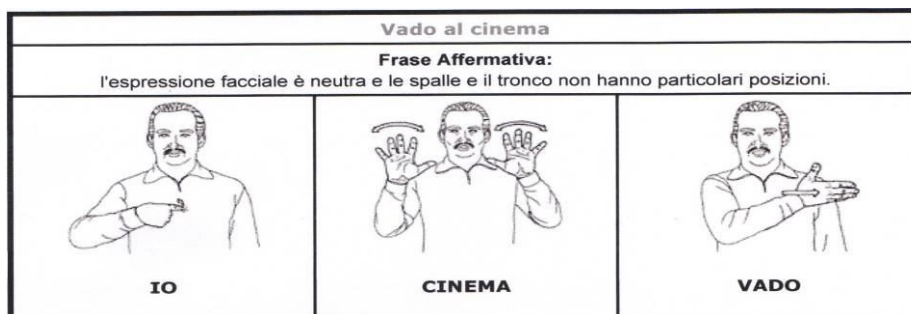 Vado al cinema
Frase Affermativa:
l'espressione facciale è neutra e le spalle e il tronco non hanno particolari posizioni.
IO
CINEMA
VADO